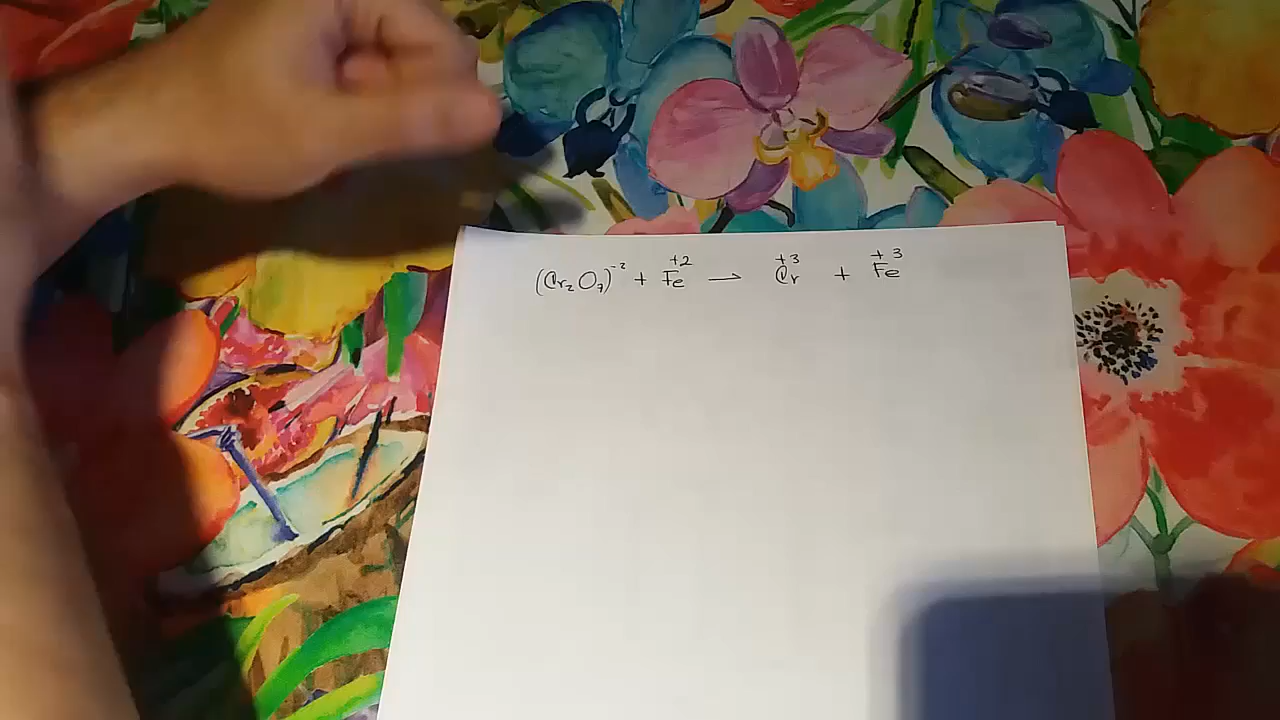 (Cr₂O₇)⁻² + Fe⁺² → Cr⁺³ + Fe⁺³